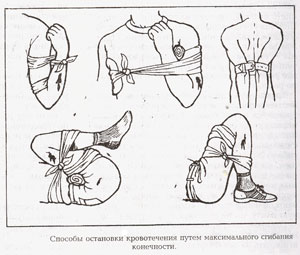 Способы остановки кровотечения путем максимального сгибания
конечности.